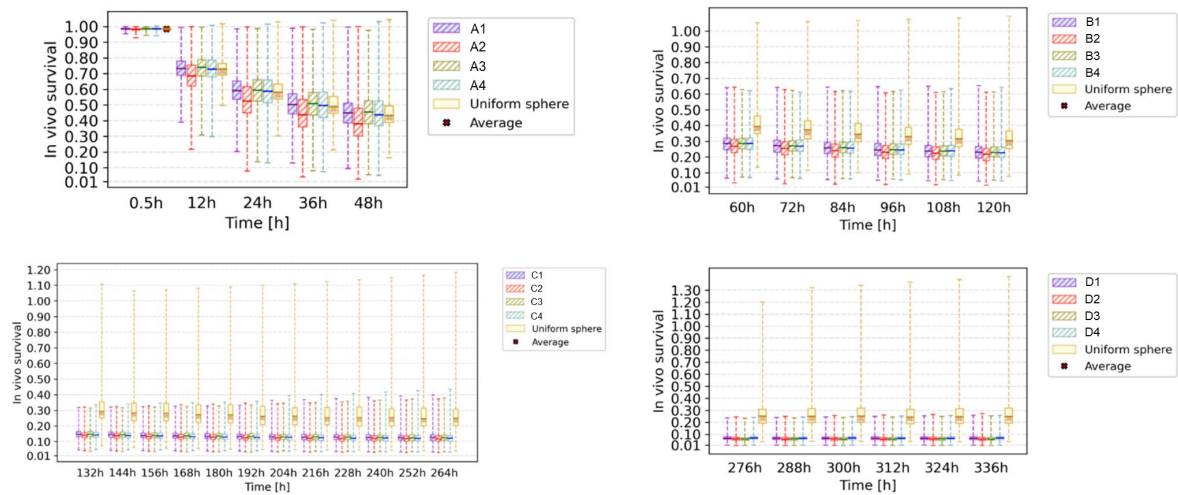 In vivo survival
1.00
0.90
0.80
0.70
0.60
0.50
0.40
0.30
0.20
0.10
0.01
0.5h 12h 24h 36h 48h
Time [h]
A1
A2
A3
A4
Uniform sphere
Average
In vivo survival
1.00
0.90
0.80
0.70
0.60
0.50
0.40
0.30
0.20
0.10
0.01
60h 72h 84h 96h 108h 120h
Time [h]
B1
B2
B3
B4
Uniform sphere
Average
In vivo survival
1.20
1.10
1.00
0.90
0.80
0.70
0.60
0.50
0.40
0.30
0.20
0.10
0.01
132h 144h 156h 168h 180h 192h 204h 216h 228h 240h 252h 264h
Time [h]
C1
C2
C3
C4
Uniform sphere
Average
In vivo survival
1.30
1.20
1.10
1.00
0.90
0.80
0.70
0.60
0.50
0.40
0.30
0.20
0.10
0.01
276h 288h 300h 312h 324h 336h
Time [h]
D1
D2
D3
D4
Uniform sphere
Average